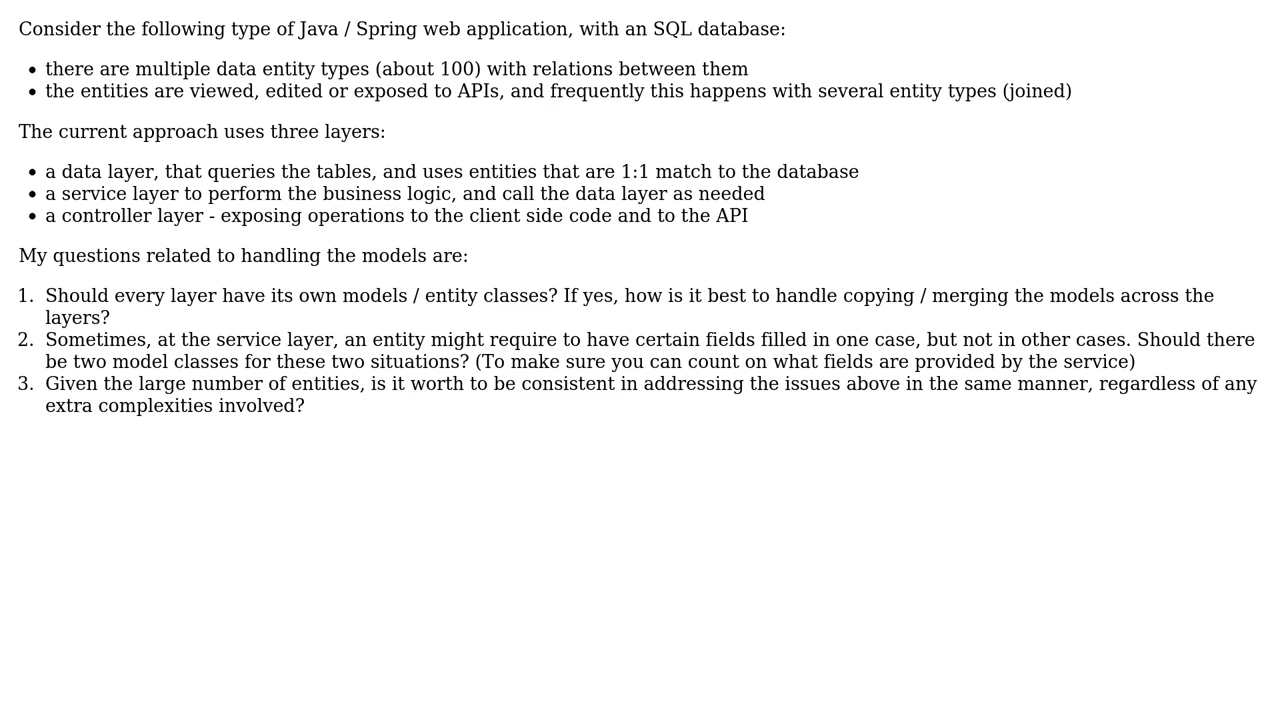 Consider the following type of Java / Spring web application, with an SQL database:
• there are multiple data entity types (about 100) with relations between them
• the entities are viewed, edited or exposed to APIs, and frequently this happens with several entity types (joined)
The current approach uses three layers:
• a data layer, that queries the tables, and uses entities that are 1:1 match to the database
• a service layer to perform the business logic, and call the data layer as needed
• a controller layer - exposing operations to the client side code and to the API
My questions related to handling the models are:
1. Should every layer have its own models / entity classes? If yes, how is it best to handle copying / merging the models across the
layers?
2. Sometimes, at the service layer, an entity might require to have certain fields filled in one case, but not in other cases. Should there
be two model classes for these two situations? (To make sure you can count on what fields are provided by the service)
3. Given the large number of entities, is it worth to be consistent in addressing the issues above in the same manner, regardless of any
extra complexities involved?